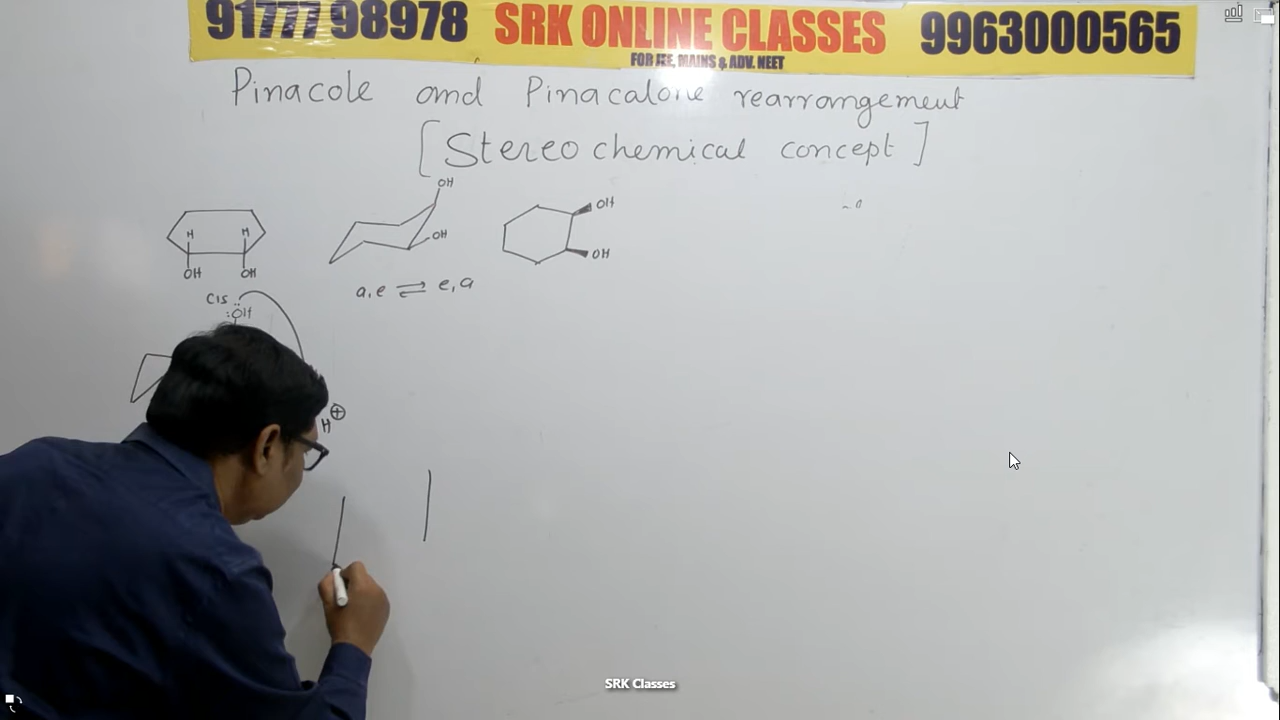 91777 98978 SRK ONLINE CLASSES 9963000565
FOR JEE, MAINS & ADV. NEET
Pinacole and Pinacalone rearrangement
[Stereo chemical concept]
OH
OH
H H
OH OH
OH
OH
Cis
a,e ⇌ e,a
:ÖH
H⊕
SRK Classes